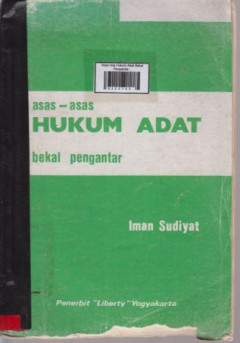 asas - asas
HUKUM ADAT
bekal pengantar
Iman Sudiyat
Penerbit "Liberty" Yogyakarta